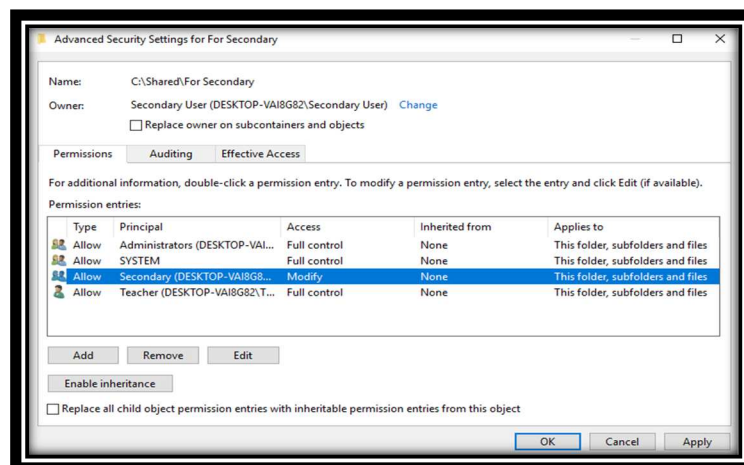 Advanced Security Settings for For Secondary
Name: C:\Shared\For Secondary
Owner: Secondary User (DESKTOP-VAI8G82\Secondary User) Change
Replace owner on subcontainers and objects
Permissions Auditing Effective Access
For additional information, double-click a permission entry. To modify a permission entry, select the entry and click Edit (if available).
Permission entries:
Type Principal Access Inherited from Applies to
Allow Administrators (DESKTOP-VAI... Full control None This folder, subfolders and files
Allow SYSTEM Full control None This folder, subfolders and files
Allow Secondary (DESKTOP-VAI8G8... Modify None This folder, subfolders and files
Allow Teacher (DESKTOP-VAI8G82\T... Full control None This folder, subfolders and files
Add Remove Edit
Enable inheritance
Replace all child object permission entries with inheritable permission entries from this object
OK Cancel Apply